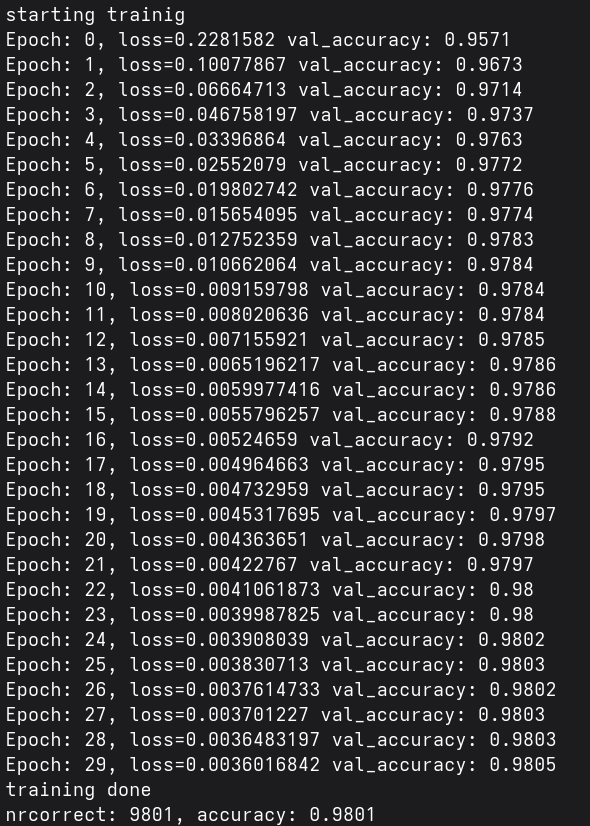 starting trainig
Epoch: 0, loss=0.2281582 val_accuracy: 0.9571
Epoch: 1, loss=0.10077867 val_accuracy: 0.9673
Epoch: 2, loss=0.06664713 val_accuracy: 0.9714
Epoch: 3, loss=0.046758197 val_accuracy: 0.9737
Epoch: 4, loss=0.03396864 val_accuracy: 0.9763
Epoch: 5, loss=0.02552079 val_accuracy: 0.9772
Epoch: 6, loss=0.019802742 val_accuracy: 0.9776
Epoch: 7, loss=0.015654095 val_accuracy: 0.9774
Epoch: 8, loss=0.012752359 val_accuracy: 0.9783
Epoch: 9, loss=0.010662064 val_accuracy: 0.9784
Epoch: 10, loss=0.009159798 val_accuracy: 0.9784
Epoch: 11, loss=0.008020636 val_accuracy: 0.9784
Epoch: 12, loss=0.007155921 val_accuracy: 0.9785
Epoch: 13, loss=0.0065196217 val_accuracy: 0.9786
Epoch: 14, loss=0.0059977416 val_accuracy: 0.9786
Epoch: 15, loss=0.0055796257 val_accuracy: 0.9788
Epoch: 16, loss=0.00524659 val_accuracy: 0.9792
Epoch: 17, loss=0.004964663 val_accuracy: 0.9795
Epoch: 18, loss=0.004732959 val_accuracy: 0.9795
Epoch: 19, loss=0.0045317695 val_accuracy: 0.9797
Epoch: 20, loss=0.004363651 val_accuracy: 0.9798
Epoch: 21, loss=0.00422767 val_accuracy: 0.9797
Epoch: 22, loss=0.0041061873 val_accuracy: 0.98
Epoch: 23, loss=0.0039987825 val_accuracy: 0.98
Epoch: 24, loss=0.003908039 val_accuracy: 0.9802
Epoch: 25, loss=0.003830713 val_accuracy: 0.9803
Epoch: 26, loss=0.0037614733 val_accuracy: 0.9802
Epoch: 27, loss=0.003701227 val_accuracy: 0.9803
Epoch: 28, loss=0.0036483197 val_accuracy: 0.9803
Epoch: 29, loss=0.0036016842 val_accuracy: 0.9805
training done
nrcorrect: 9801, accuracy: 0.9801